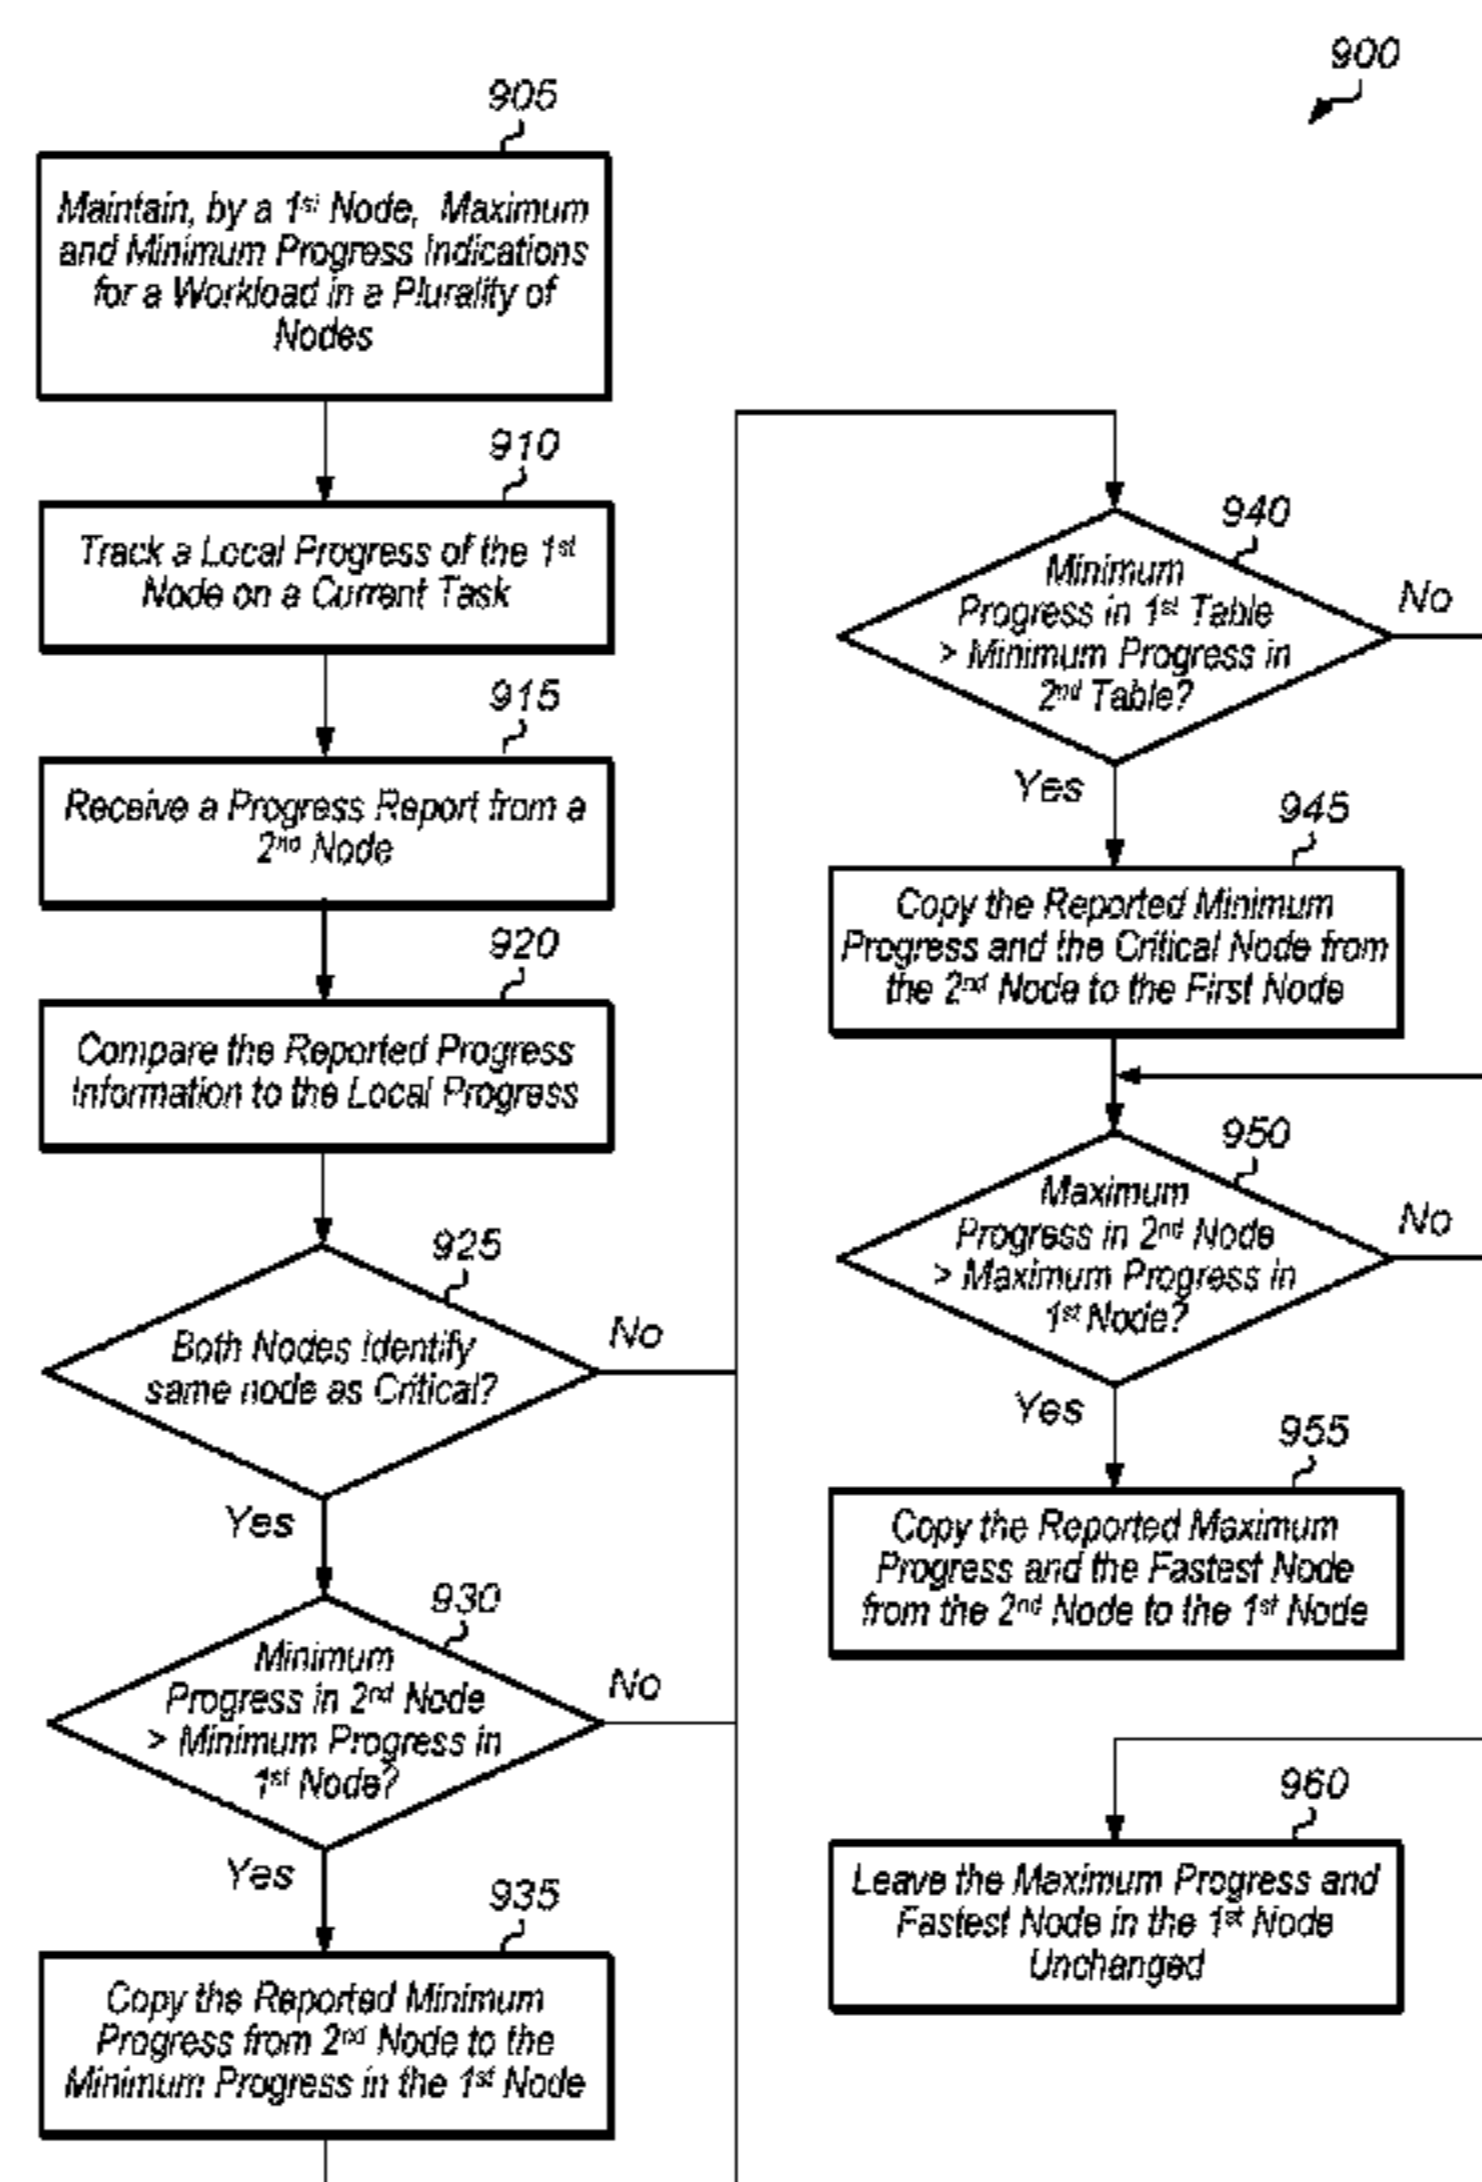 900
905
Maintain, by a 1st Node, Maximum
and Minimum Progress Indications
for a Workload in a Plurality of
Nodes
910
Track a Local Progress of the 1st
Node on a Current Task
915
Receive a Progress Report from a
2nd Node
920
Compare the Reported Progress
Information to the Local Progress
925
Both Nodes Identify
same node as Critical?
No
Yes
930
Minimum
Progress in 2nd Node
> Minimum Progress in
1st Node?
No
Yes
935
Copy the Reported Minimum
Progress from 2nd Node to the
Minimum Progress in the 1st Node
940
Minimum
Progress in 1st Table
> Minimum Progress in
2nd Table?
No
Yes
945
Copy the Reported Minimum
Progress and the Critical Node from
the 2nd Node to the First Node
950
Maximum
Progress in 2nd Node
> Maximum Progress in
1st Node?
No
Yes
955
Copy the Reported Maximum
Progress and the Fastest Node
from the 2nd Node to the 1st Node
960
Leave the Maximum Progress and
Fastest Node in the 1st Node
Unchanged